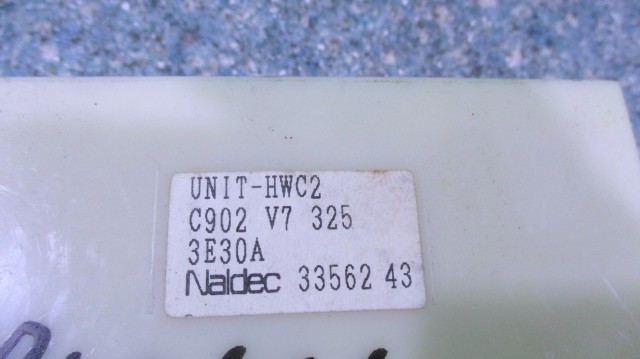 UNIT-HWC2
C902 V7 325
3E30A
Naldec 33562 43